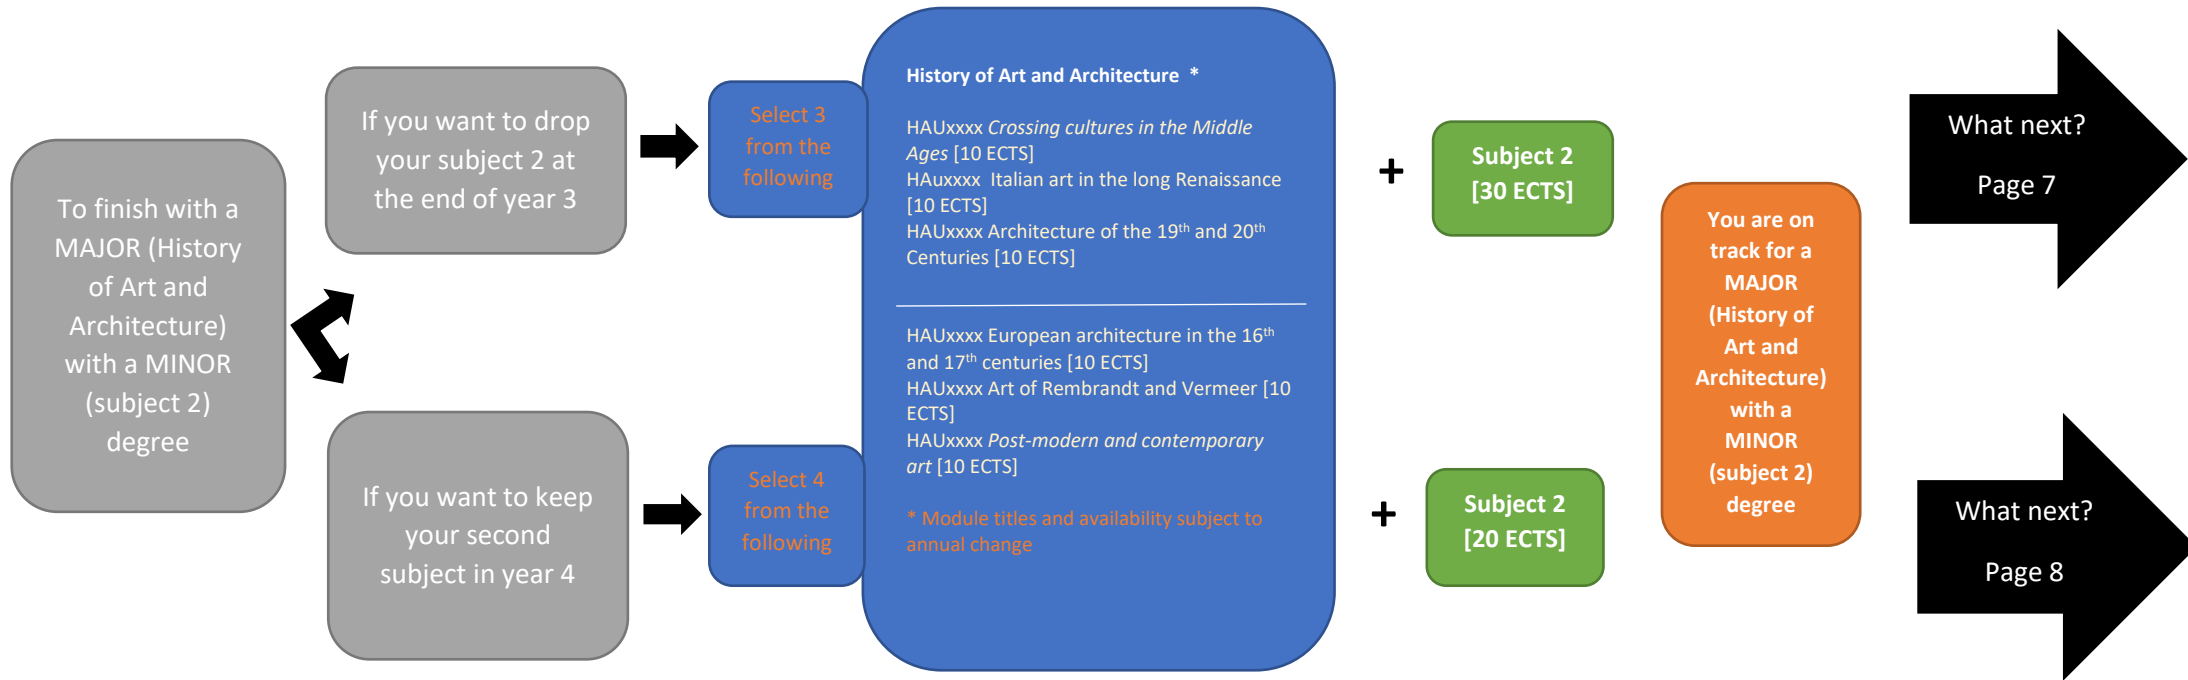 To finish with a
MAJOR (History
of Art and
Architecture)
with a MINOR
(subject 2)
degree
If you want to drop
your subject 2 at
the end of year 3
Select 3
from the
following
If you want to keep
your second
subject in year 4
Select 4
from the
following
History of Art and Architecture *
HAUxxxx Crossing cultures in the Middle
Ages [10 ECTS]
HAuxxxx Italian art in the long Renaissance
[10 ECTS]
HAUxxxx Architecture of the 19th and 20th
Centuries [10 ECTS]
HAUxxxx European architecture in the 16th
and 17th centuries [10 ECTS]
HAUxxxx Art of Rembrandt and Vermeer [10
ECTS]
HAUxxxx Post-modern and contemporary
art [10 ECTS]
* Module titles and availability subject to
annual change
+
Subject 2
[30 ECTS]
+
Subject 2
[20 ECTS]
You are on
track for a
MAJOR
(History of
Art and
Architecture)
with a
MINOR
(subject 2)
degree
What next?
Page 7
What next?
Page 8